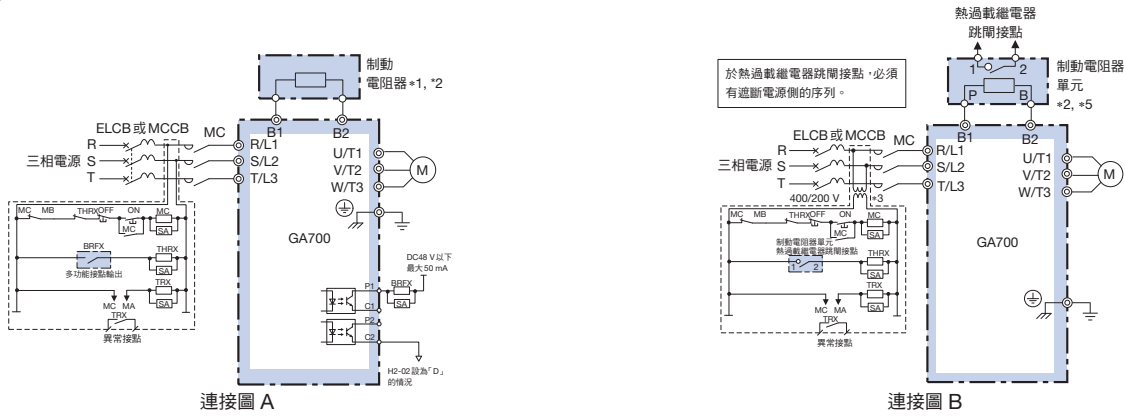 制動
電阻器*1, *2
B1
B2
ELCB 或 MCCB
MC
R
三相電源 S
T
R/L1
S/L2
T/L3
U/T1
V/T2
W/T3
M
GA700
MC
MB
THRX
OFF
ON
MC
MC
SA
BRFX
多功能接點輸出
THRX
SA
TRX
SA
MC
MA
TRX
異常接點
DC48 V以下
最大50 mA
P1
BRFX
SA
C1
P2
C2
H2-02設為「D」
的情況
連接圖 A
熱過載繼電器
跳閘接點
於熱過載繼電器跳閘接點,必須
有遮斷電源側的序列。
1
2
P
B
制動電阻器
單元
*2, *5
B1
B2
ELCB 或 MCCB
MC
R
三相電源 S
T
400/200 V
*3
R/L1
S/L2
T/L3
U/T1
V/T2
W/T3
M
GA700
MC
MB
THRX
OFF
ON
MC
MC
SA
制動電阻器單元
熱過載繼電器跳閘接點
1
2
THRX
SA
TRX
SA
MC
MA
TRX
異常接點
連接圖 B